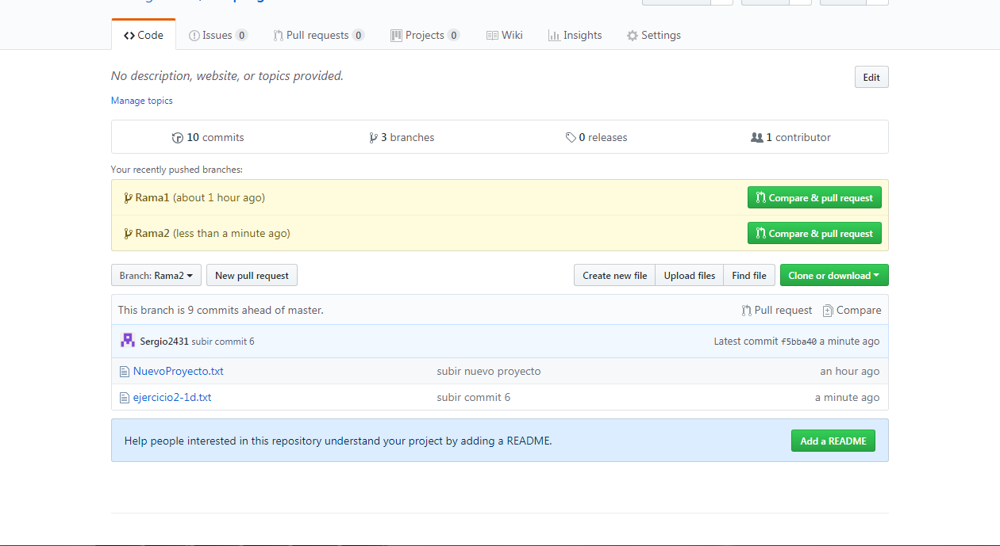 Code Issues 0 Pull requests 0 Projects 0 Wiki Insights Settings
No description, website, or topics provided. Edit
Manage topics
10 commits 3 branches 0 releases 1 contributor
Your recently pushed branches:
Rama1 (about 1 hour ago) Compare & pull request
Rama2 (less than a minute ago) Compare & pull request
Branch: Rama2 New pull request Create new file Upload files Find file Clone or download
This branch is 9 commits ahead of master. Pull request Compare
Sergio2431 subir commit 6 Latest commit f5bba40 a minute ago
NuevoProyecto.txt subir nuevo proyecto an hour ago
ejercicio2-1d.txt subir commit 6 a minute ago
Help people interested in this repository understand your project by adding a README. Add a README